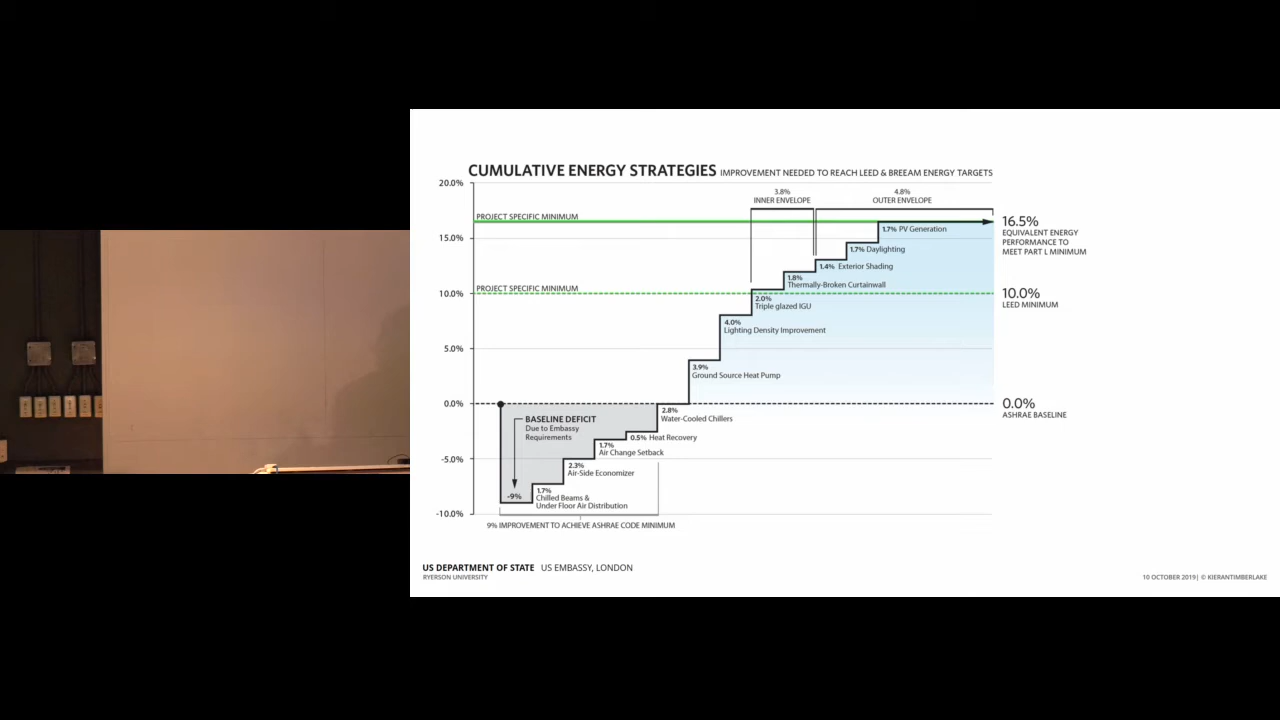 CUMULATIVE ENERGY STRATEGIES IMPROVEMENT NEEDED TO REACH LEED & BREEAM ENERGY TARGETS
20.0%
3.8%
INNER ENVELOPE
4.8%
OUTER ENVELOPE
PROJECT SPECIFIC MINIMUM
16.5%
EQUIVALENT ENERGY
PERFORMANCE TO
MEET PART L MINIMUM
1.7% PV Generation
15.0%
1.7% Daylighting
1.4% Exterior Shading
1.8%
Thermally-Broken Curtainwall
PROJECT SPECIFIC MINIMUM
10.0%
10.0%
LEED MINIMUM
2.0%
Triple glazed IGU
4.0%
Lighting Density Improvement
5.0%
3.9%
Ground Source Heat Pump
0.0%
0.0%
ASHRAE BASELINE
2.8%
Water-Cooled Chillers
BASELINE DEFICIT
Due to Embassy
Requirements
0.5% Heat Recovery
1.7%
Air Change Setback
-5.0%
2.3%
Air-Side Economizer
-9%
1.7%
Chilled Beams &
Under Floor Air Distribution
-10.0%
9% IMPROVEMENT TO ACHIEVE ASHRAE CODE MINIMUM
US DEPARTMENT OF STATE US EMBASSY, LONDON
RYERSON UNIVERSITY
10 OCTOBER 2019| © KIERANTIMBERLAKE